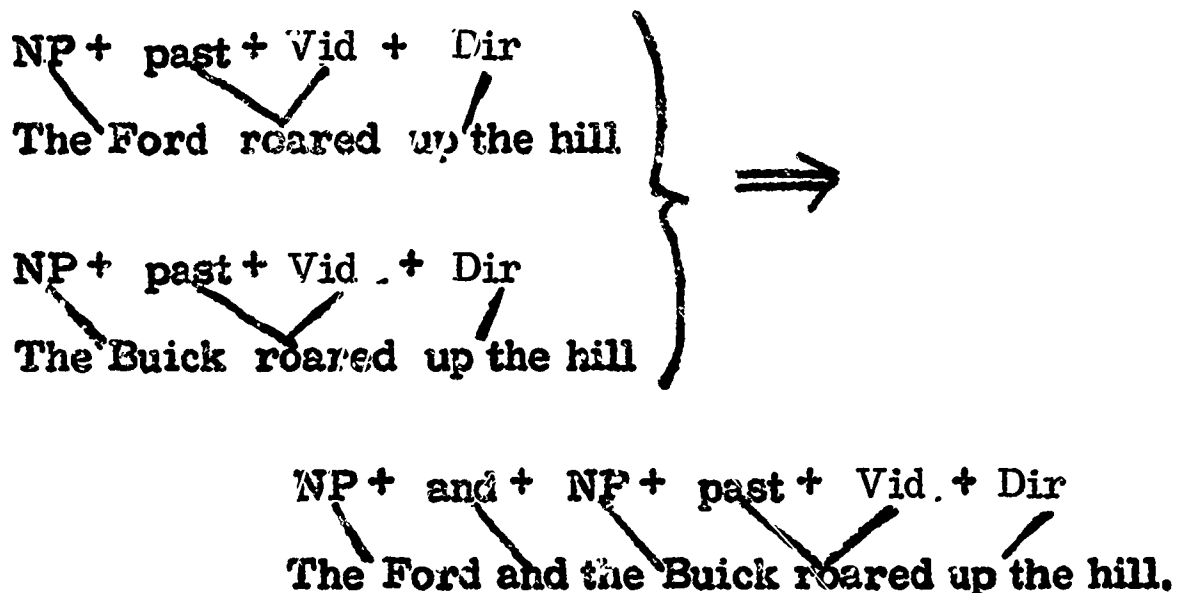 NP + past + Vid + Dir
The Ford roared up the hill
NP + past + Vid . + Dir
The Buick roared up the hill
NP + and + NP + past + Vid . + Dir
The Ford and the Buick roared up the hill.